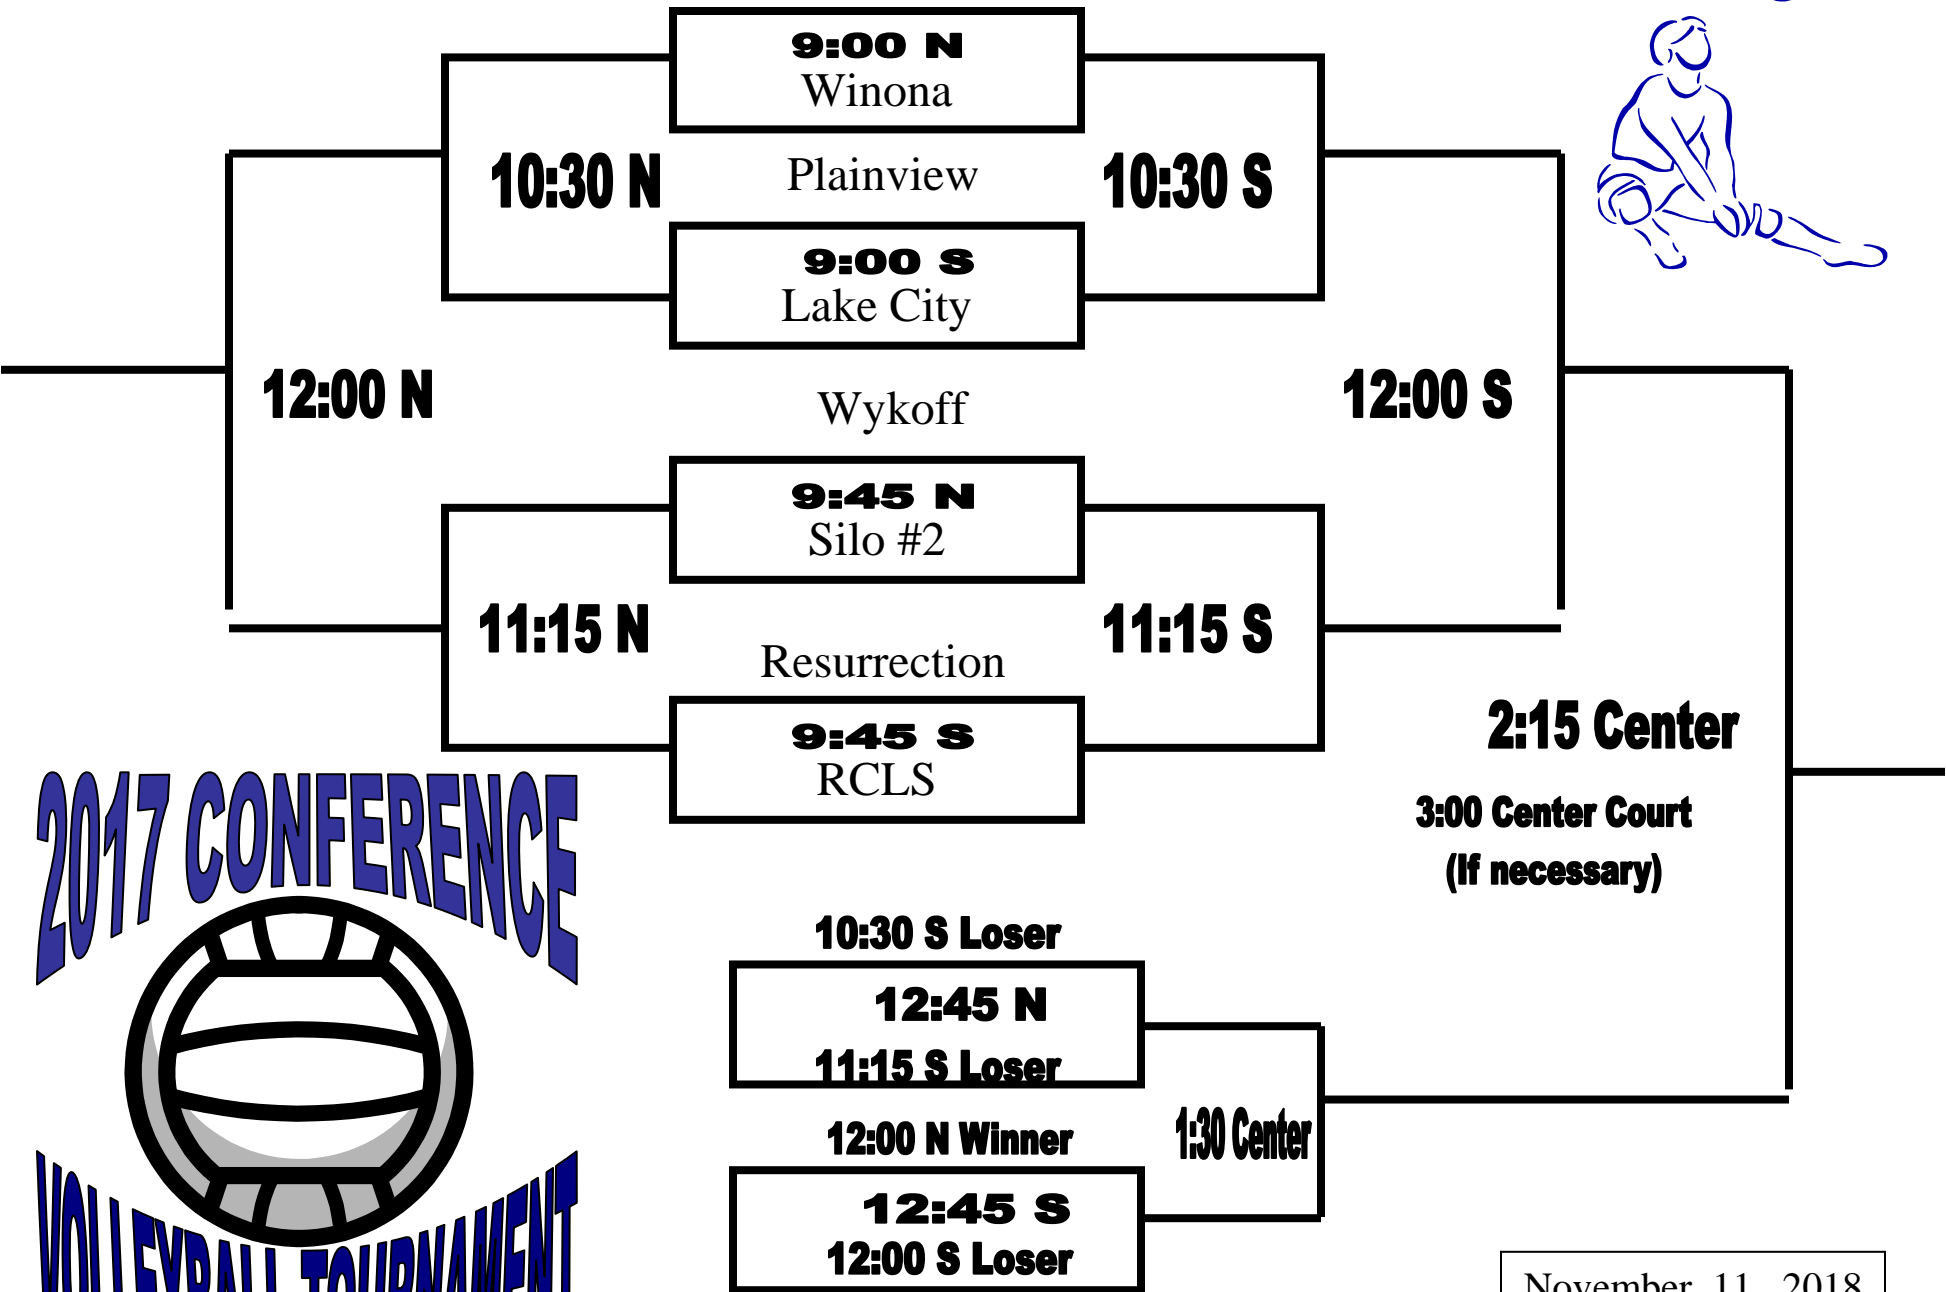 9:00 N
Winona
10:30 N
Plainview
10:30 S
9:00 S
Lake City
12:00 N
Wykoff
12:00 S
9:45 N
Silo #2
11:15 N
11:15 S
Resurrection
9:45 S
RCLS
2:15 Center
3:00 Center Court
(If necessary)
2017 CONFERENCE
VOLLEYBALL TOURNAMENT
10:30 S Loser
12:45 N
11:15 S Loser
12:00 N Winner
1:30 Center
12:45 S
12:00 S Loser
November 11, 2018